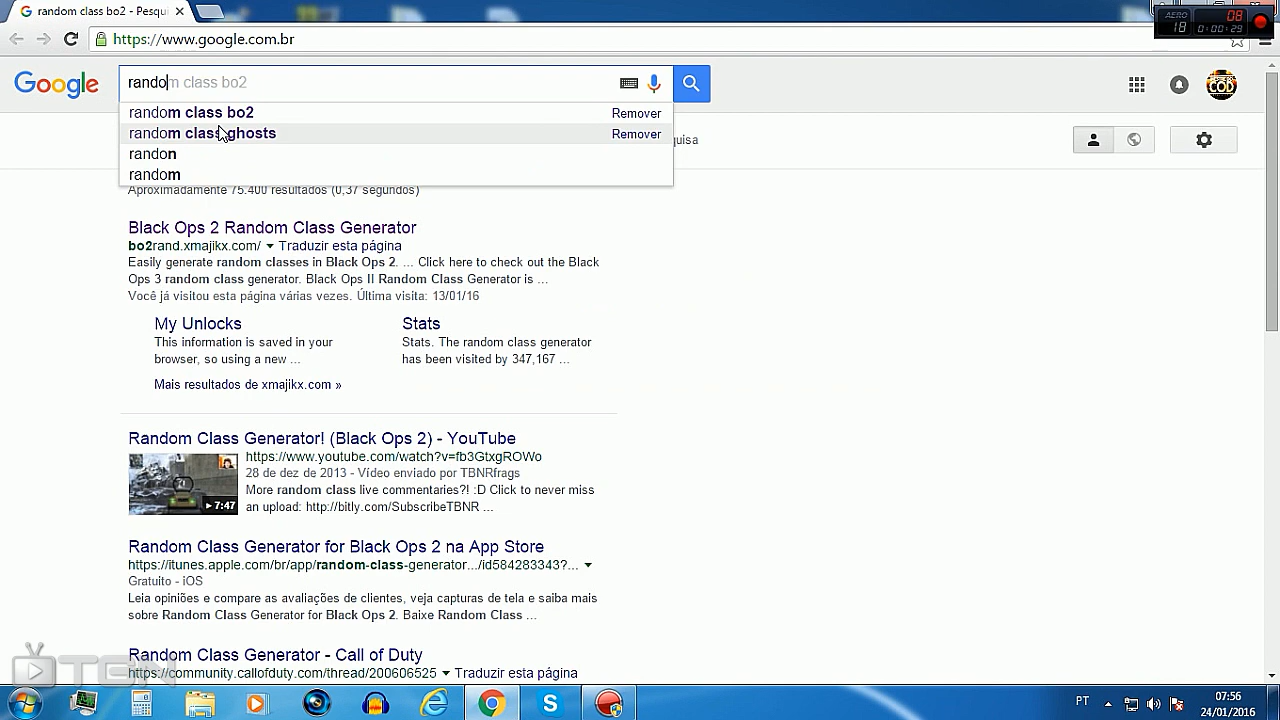 random class bo2 - Pesqui
AERO
18
08
0:00:29
https://www.google.com.br
Google
random class bo2
COD
random class bo2
Remover
random class ghosts
Remover
randon
random
quisa
Aproximadamente 75.400 resultados (0,37 segundos)
Black Ops 2 Random Class Generator
bo2rand.xmajikx.com/ Traduzir esta página
Easily generate random classes in Black Ops 2. ... Click here to check out the Black
Ops 3 random class generator. Black Ops II Random Class Generator is ...
Você já visitou esta página várias vezes. Última visita: 13/01/16
My Unlocks
This information is saved in your
browser, so using a new ...
Stats
Stats. The random class generator
has been visited by 347,167 ...
Mais resultados de xmajikx.com »
Random Class Generator! (Black Ops 2) - YouTube
https://www.youtube.com/watch?v=fb3GtxgROWo
28 de dez de 2013 - Vídeo enviado por TBNRfrags
More random class live commentaries?! :D Click to never miss
an upload: http://bitly.com/SubscribeTBNR ...
7:47
Random Class Generator for Black Ops 2 na App Store
https://itunes.apple.com/br/app/random-class-generator.../id584283343?...
Gratuito - iOS
Leia opiniões e compare as avaliações de clientes, veja capturas de tela e saiba mais
sobre Random Class Generator for Black Ops 2. Baixe Random Class ...
Random Class Generator - Call of Duty
https://community.callofduty.com/thread/200606525 Traduzir esta página
TGN
PT
07:56
24/01/2016